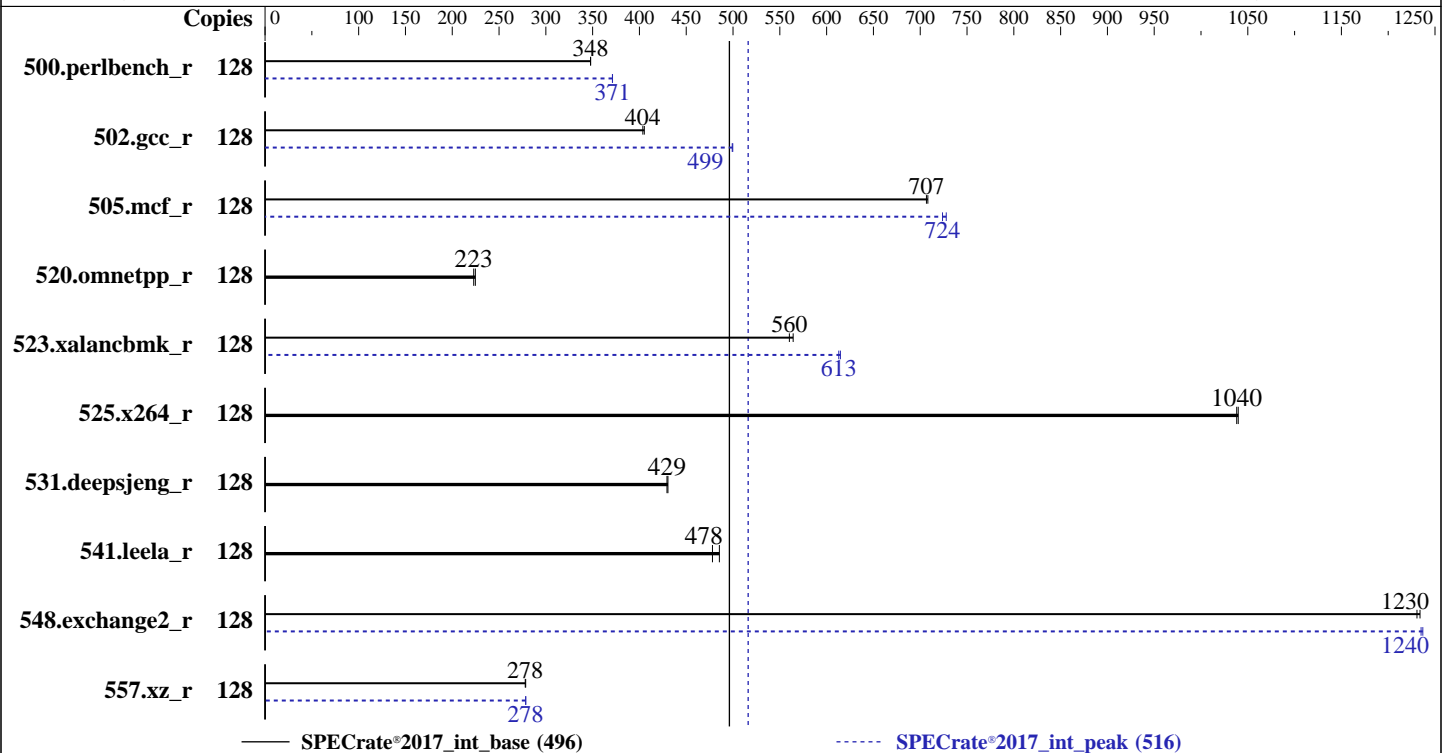 Copies 0 100 150 200 250 300 350 400 450 500 550 600 650 700 750 800 850 900 950 1050 1150 1250
500.perlbench_r 128 348
371
502.gcc_r 128 404
499
505.mcf_r 128 707
724
520.omnetpp_r 128 223
523.xalancbmk_r 128 560
613
525.x264_r 128 1040
531.deepsjeng_r 128 429
541.leela_r 128 478
548.exchange2_r 128 1230
1240
557.xz_r 128 278
278
SPECrate®2017_int_base (496) SPECrate®2017_int_peak (516)